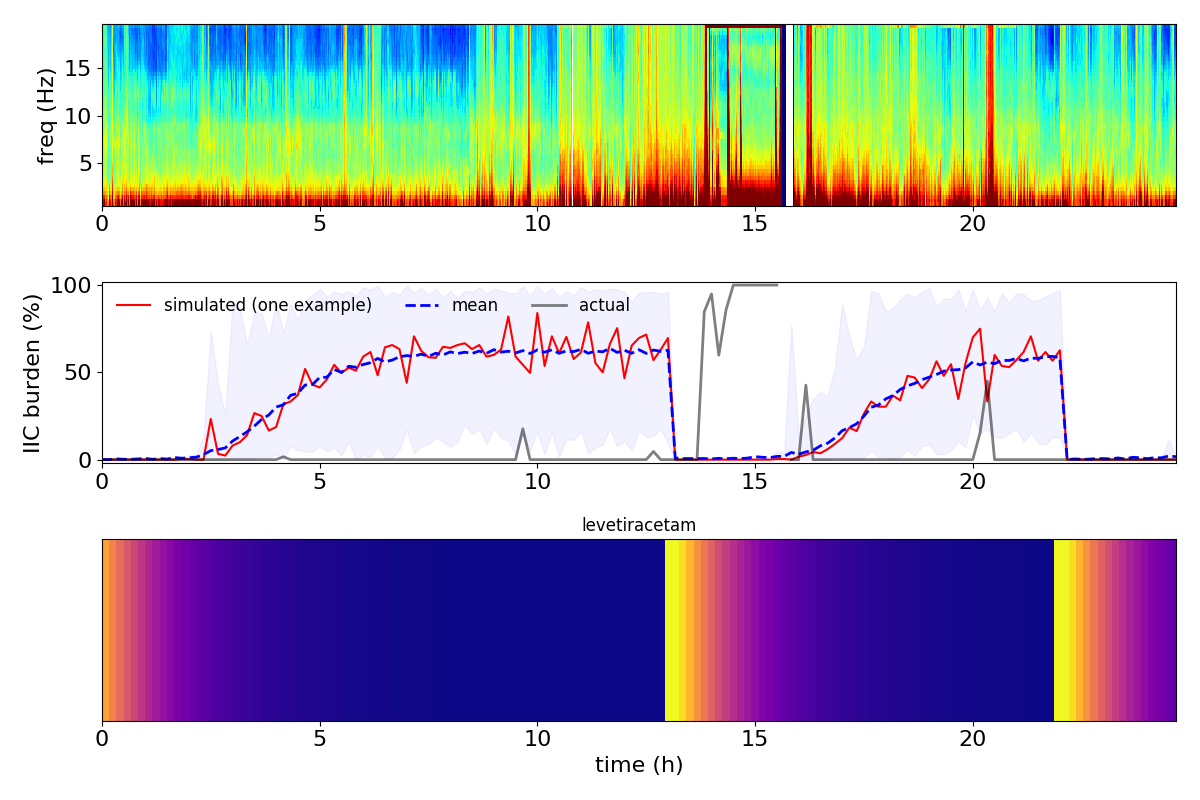 freq (Hz)
15
10
5
0 5 10 15 20
IIC burden (%)
100
50
0
simulated (one example) mean actual
0 5 10 15 20
levetiracetam
0 5 10 15 20
time (h)